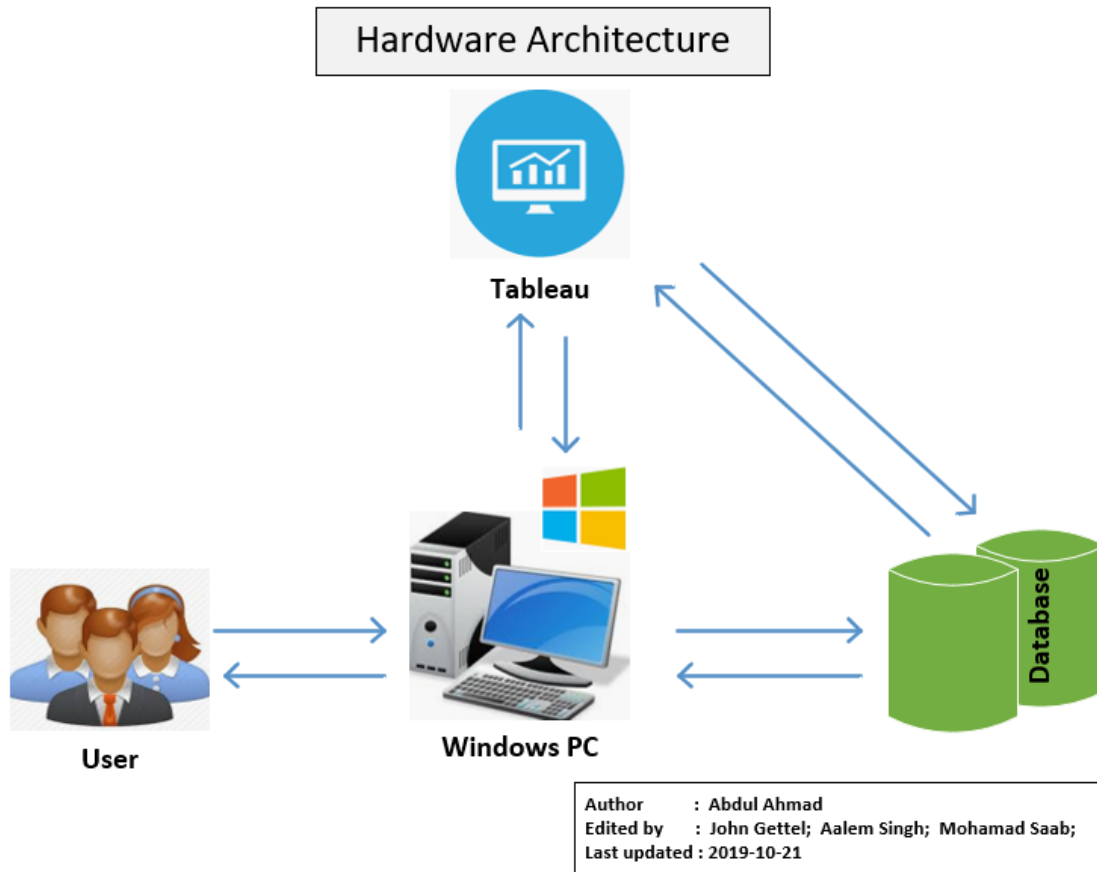 Hardware Architecture
Tableau
Database
User
Windows PC
Author : Abdul Ahmad
Edited by : John Gettel; Aalem Singh; Mohamad Saab;
Last updated : 2019-10-21